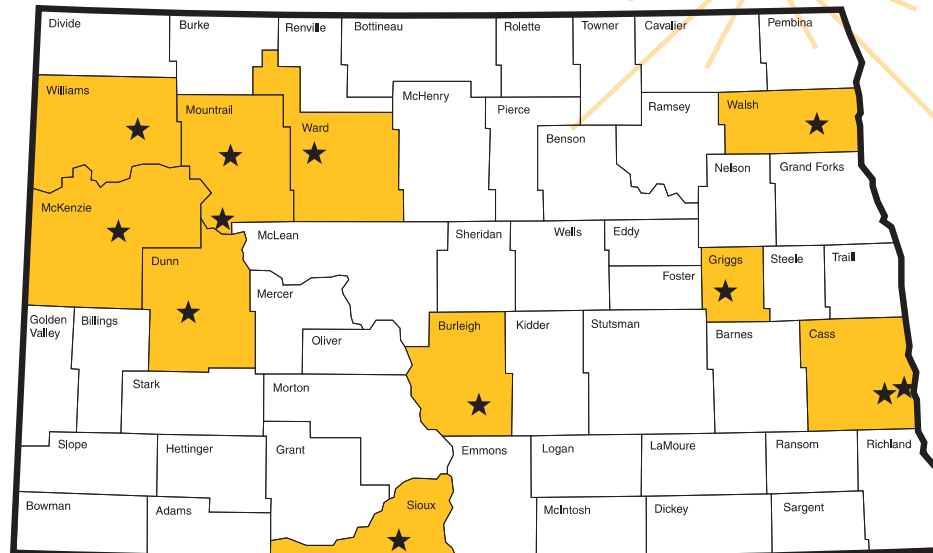 Divide
Burke
Renville
Bottineau
Rolette
Towner
Cavalier
Pembina
Williams
Mountrail
Ward
McHenry
Pierce
Benson
Ramsey
Walsh
Nelson
Grand Forks
McKenzie
Dunn
McLean
Sheridan
Wells
Eddy
Foster
Griggs
Steele
Traill
Mercer
Golden
Valley
Billings
Oliver
Burleigh
Kidder
Stutsman
Barnes
Cass
Stark
Morton
Slope
Hettinger
Grant
Emmons
Logan
LaMoure
Ransom
Richland
Bowman
Adams
Sioux
McIntosh
Dickey
Sargent